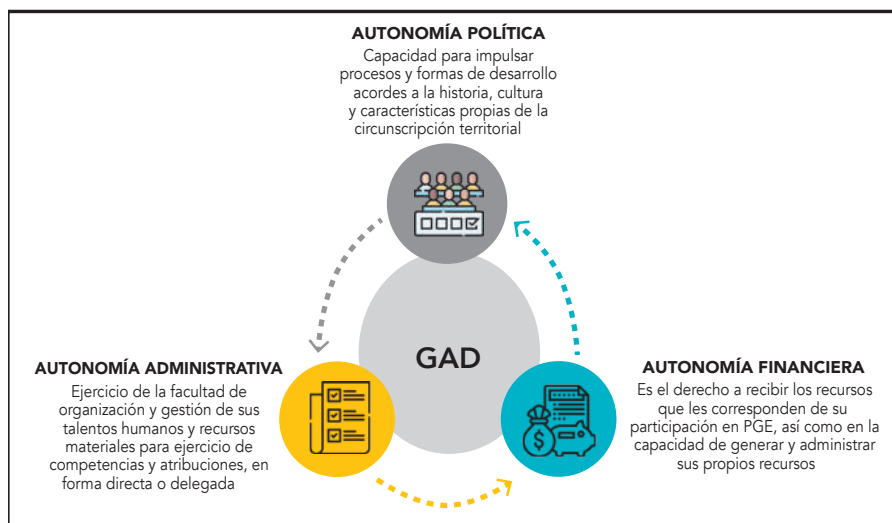 AUTONOMÍA POLÍTICA
Capacidad para impulsar
procesos y formas de desarrollo
acordes a la historia, cultura
y características propias de la
circunscripción territorial
GAD
AUTONOMÍA ADMINISTRATIVA
Ejercicio de la facultad de
organización y gestión de sus
talentos humanos y recursos
materiales para ejercicio de
competencias y atribuciones, en
forma directa o delegada
AUTONOMÍA FINANCIERA
Es el derecho a recibir los recursos
que les corresponden de su
participación en PGE, así como en la
capacidad de generar y administrar
sus propios recursos